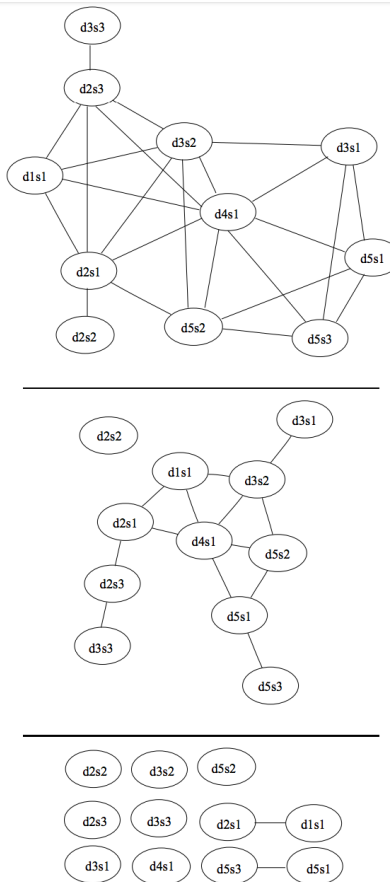 d3s3
d2s3
d3s2
d3s1
d1s1
d4s1
d5s1
d2s1
d5s2
d2s2
d5s3
d3s1
d2s2
d1s1
d3s2
d2s1
d4s1
d5s2
d2s3
d5s1
d3s3
d5s3
d2s2 d3s2 d5s2
d2s3 d3s3 d2s1 d1s1
d3s1 d4s1 d5s3 d5s1